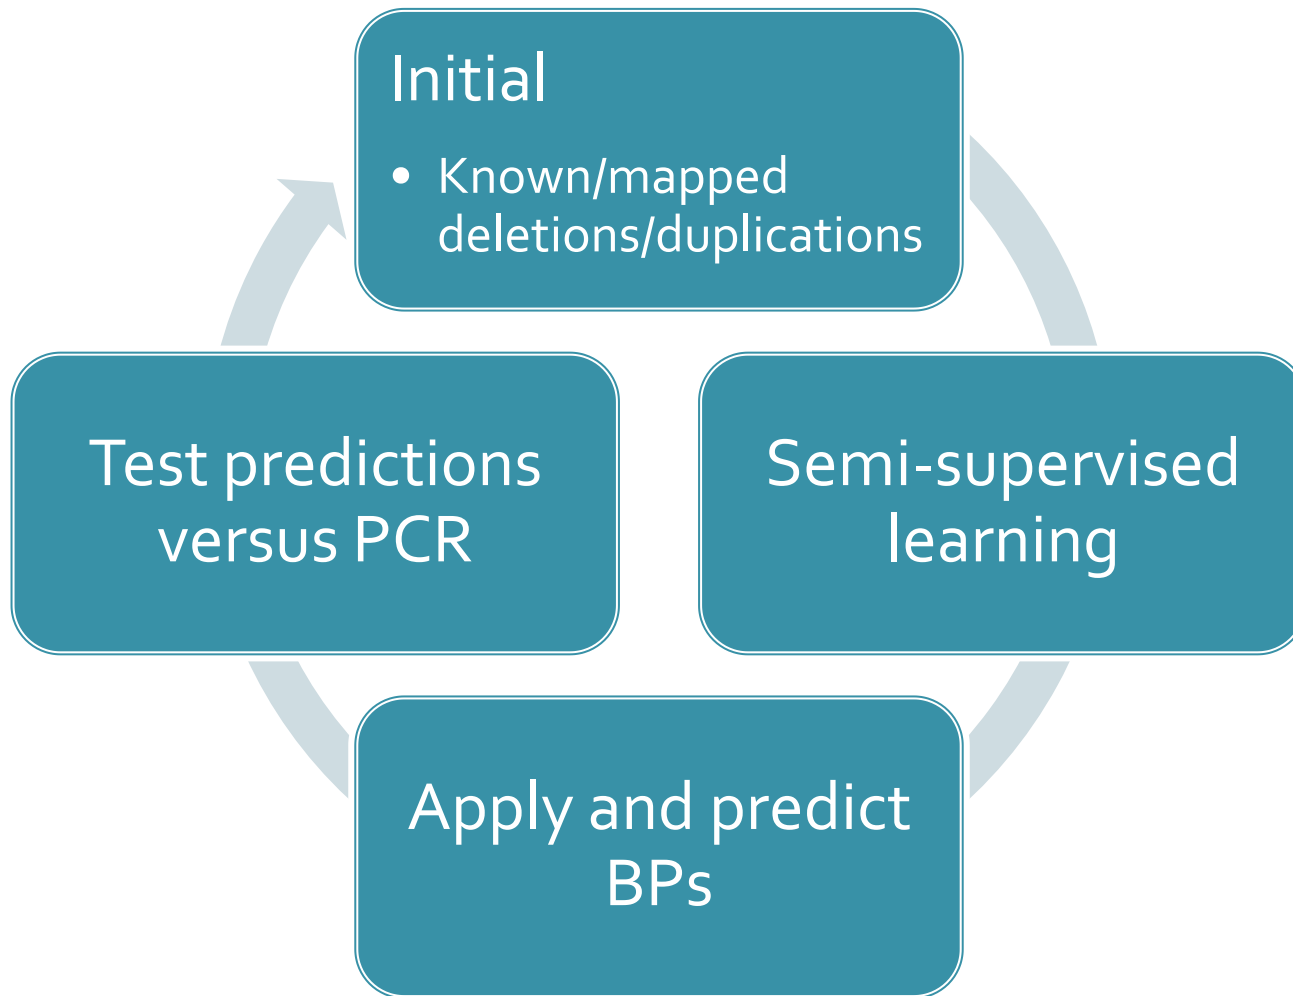 Initial
• Known/mapped
deletions/duplications
Test predictions
versus PCR
Semi-supervised
learning
Apply and predict
BPs